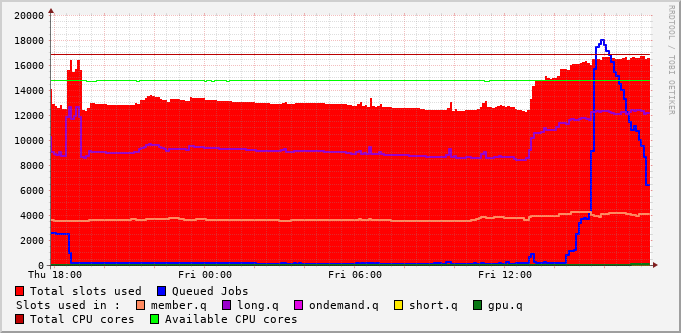 20000
18000
16000
14000
12000
10000
8000
6000
4000
2000
0
Thu 18:00 Fri 00:00 Fri 06:00 Fri 12:00
Total slots used Queued Jobs
Slots used in : member.q long.q ondemand.q short.q gpu.q
Total CPU cores Available CPU cores
RRDTOOL / TOBI OETIKER